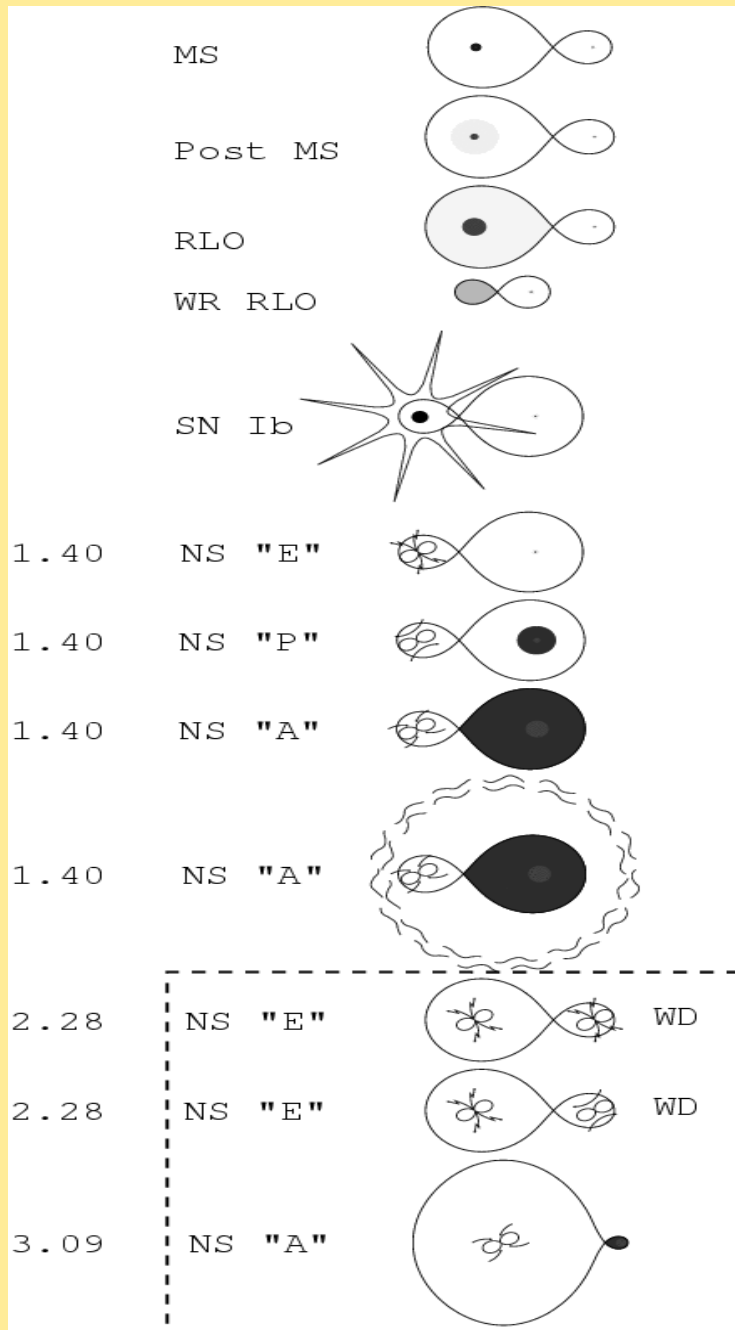 MS
Post MS
RLO
WR RLO
SN Ib
1.40 NS "E"
1.40 NS "P"
1.40 NS "A"
1.40 NS "A"
2.28 NS "E" WD
2.28 NS "E" WD
3.09 NS "A"